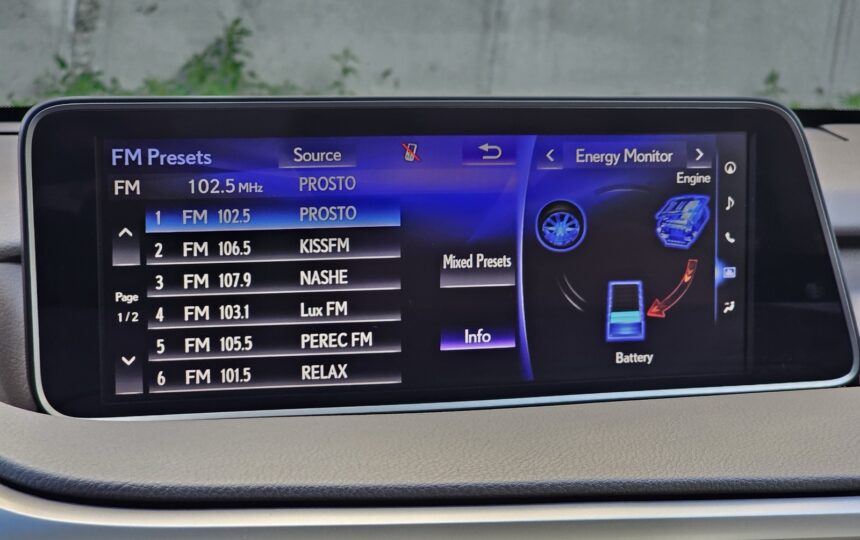 FM Presets Source
FM 102.5 MHz PROSTO
1 FM 102.5 PROSTO
2 FM 106.5 KISSFM
3 FM 107.9 NASHE
4 FM 103.1 Lux FM
5 FM 105.5 PEREC FM
6 FM 101.5 RELAX
Page
1/2
Mixed Presets
Info
Energy Monitor
Engine
Battery